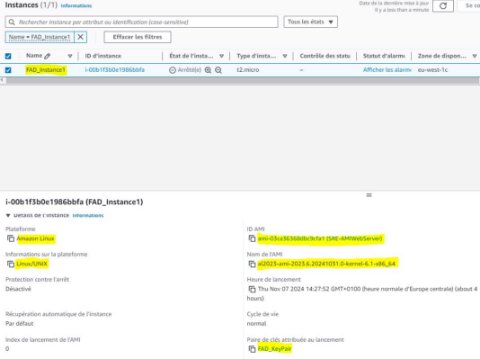 Instances (1/1) Informations
Date de la dernière mise à jour
il y a less than a minute
Se co
Rechercher Instance par attribut ou identification (case-sensitive)
Tous les états
Name = FAD_Instance1
Effacer les filtres
Name
ID d'instance
État de l'insta...
Type d'insta...
Contrôle des statu
Statut d'alarm
Zone de dispon...
FAD_Instance1
i-00b1f3b0e1986bbfa
Arrêté(e)
t2.micro
–
Afficher les alarm
eu-west-1c
i-00b1f3b0e1986bbfa (FAD_Instance1)
Détails de l'instance Informations
Plateforme
Amazon Linux
ID AMI
(SAE-AMIWebServer)
Informations sur la plateforme
Linux/UNIX
Nom de l'AMI
al2023-ami-2023.6.20241031.0-kernel-6.1-x86_64
Protection contre l'arrêt
Désactivé
Heure de lancement
Thu Nov 07 2024 14:27:52 GMT+0100 (heure normale d'Europe centrale) (about 4
hours)
Récupération automatique de l'instance
Par défaut
Cycle de vie
normal
Index de lancement de l'AMI
0
Paire de clés attribuée au lancement
FAD_KeyPair